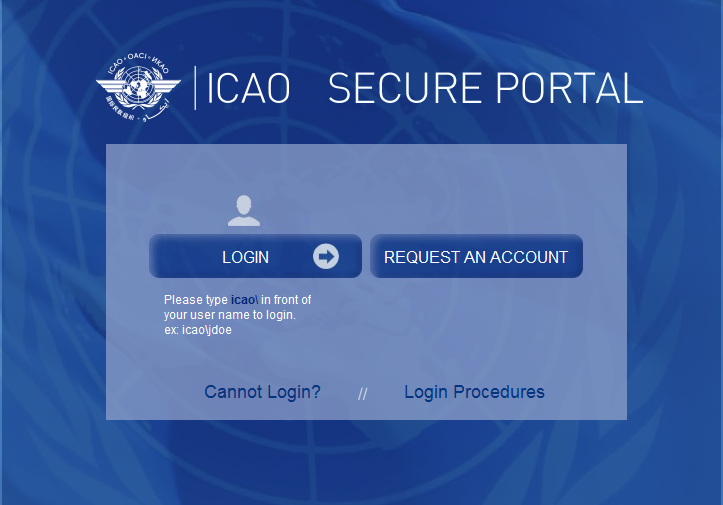 ICAO · OACI · ИКАО
ICAO SECURE PORTAL
LOGIN
REQUEST AN ACCOUNT
Please type icao\ in front of
your user name to login.
ex: icao\jdoe
Cannot Login? // Login Procedures